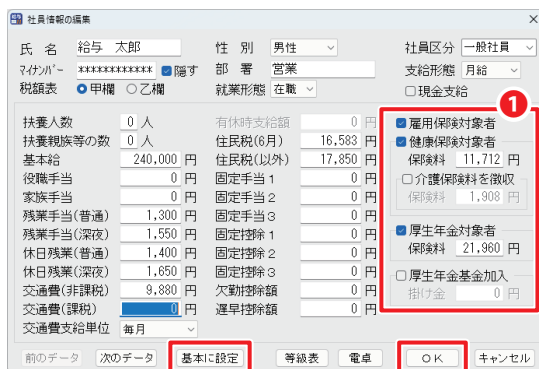 社員情報の編集
氏 名 給与 太郎 性 別 男性 社員区分 一般社員
マイナンバー ************ 隠す 部 署 営業 支給形態 月給
税額表 甲欄 乙欄 就業形態 在職 現金支給
1
扶養人数 0 人 有休時支給額 0 円 雇用保険対象者
扶養親族等の数 0 人 住民税(6月) 16,583 円 健康保険対象者
基本給 240,000 円 住民税(以外) 17,850 円 保険料 11,712 円
役職手当 0 円 固定手当1 0 円 介護保険料を徴収
家族手当 0 円 固定手当2 0 円 保険料 1,908 円
残業手当(普通) 1,300 円 固定手当3 0 円
残業手当(深夜) 1,550 円 固定控除1 0 円 厚生年金対象者
休日残業(普通) 1,400 円 固定控除2 0 円 保険料 21,960 円
休日残業(深夜) 1,650 円 固定控除3 0 円 厚生年金基金加入
交通費(非課税) 9,880 円 欠勤控除額 0 円 掛け金 0 円
交通費(課税) 0 円 遅早控除額 0 円
交通費支給単位 毎月
前のデータ 次のデータ 基本に設定 等級表 電卓 OK キャンセル